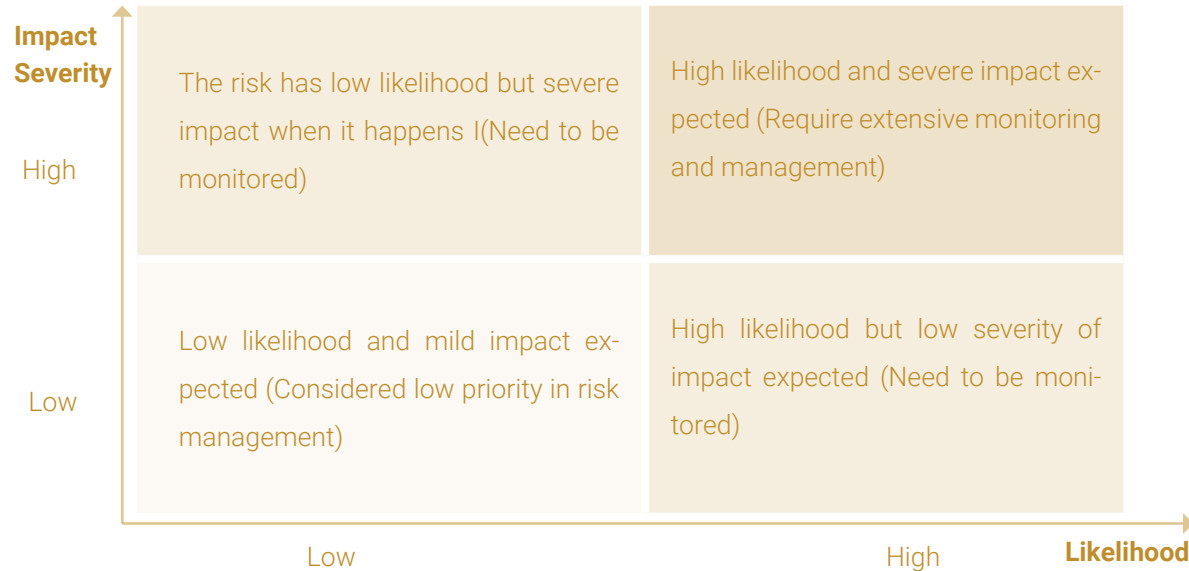 Impact
Severity
High
Low
The risk has low likelihood but severe
impact when it happens I(Need to be
monitored)
High likelihood and severe impact ex-
pected (Require extensive monitoring
and management)
Low likelihood and mild impact ex-
pected (Considered low priority in risk
management)
High likelihood but low severity of
impact expected (Need to be moni-
tored)
Low
High
Likelihood